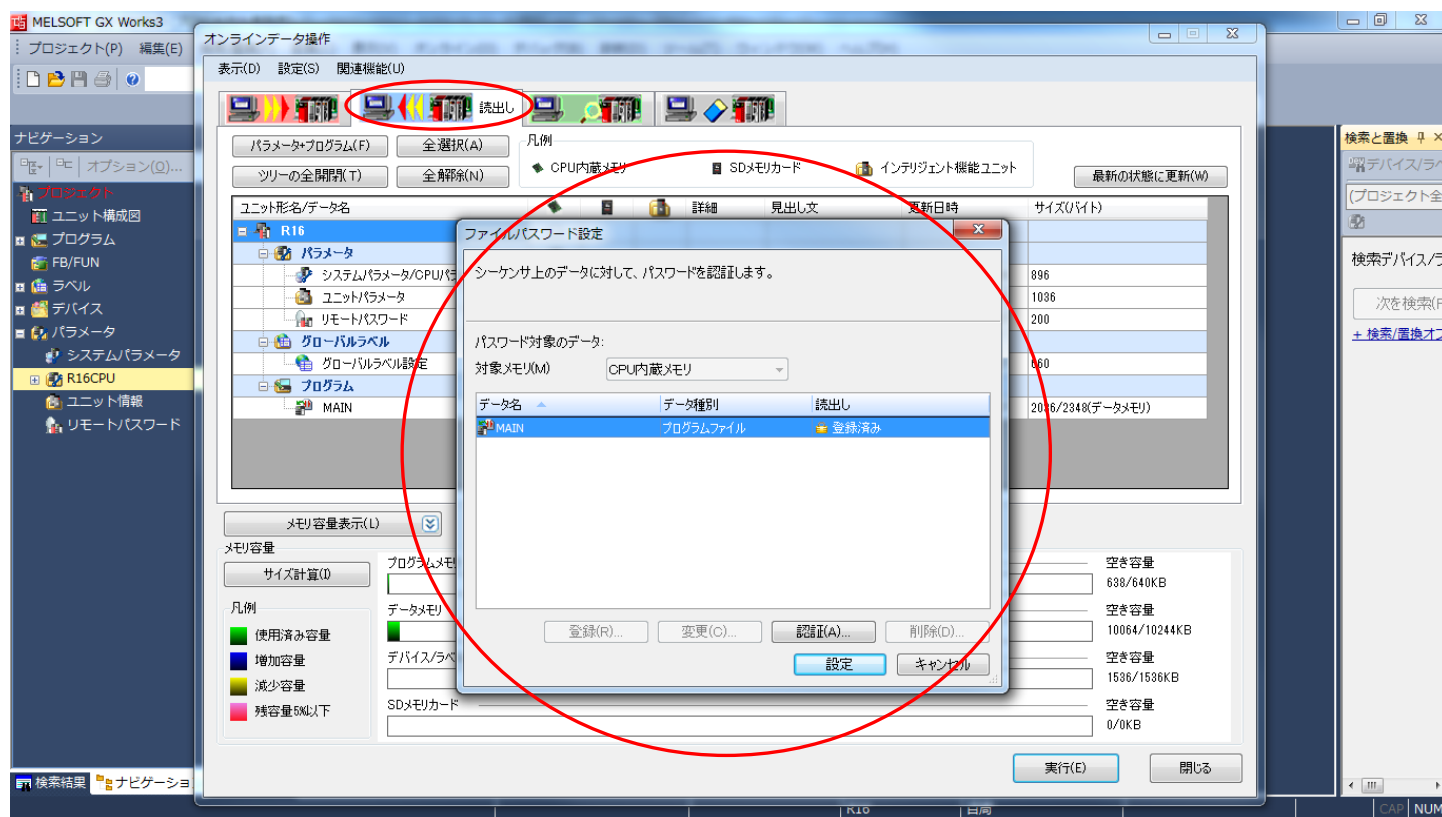 MELSOFT GX Works3
プロジェクト(P) 編集(E)
ナビゲーション
オプション(O)...
プロジェクト
ユニット構成図
プログラム
FB/FUN
ラベル
デバイス
パラメータ
システムパラメータ
R16CPU
ユニット情報
リモートパスワード
検索結果 ナビゲーショ
オンラインデータ操作
表示(D) 設定(S) 関連機能(U)
読出し
パラメータ+プログラム(F) 全選択(A)
ツリーの全開閉(T) 全解除(N)
凡例
CPU内蔵メモリ SDメモリカード インテリジェント機能ユニット
最新の状態に更新(W)
ユニット形名/データ名 詳細 見出し文 更新日時 サイズ(バイト)
R16
パラメータ
システムパラメータ/CPUパラ 896
ユニットパラメータ 1036
リモートパスワード 200
グローバルラベル
グローバルラベル設定
プログラム
MAIN 2036/2348(データメモリ)
ファイルパスワード設定
シーケンサ上のデータに対して、パスワードを認証します。
パスワード対象のデータ:
対象メモリ(M) CPU内蔵メモリ
データ名 データ種別 読出し
MAIN プログラムファイル 登録済み
登録(R)... 変更(C)... 認証(A)... 削除(D)...
設定 キャンセル
メモリ容量表示(L)
メモリ容量
サイズ計算(I)
凡例
使用済み容量
増加容量
減少容量
残容量5%以下
プログラムメモリ 空き容量
638/640KB
データメモリ 空き容量
10064/10244KB
デバイス/ラベ 空き容量
1536/1536KB
SDメモリカード 空き容量
0/0KB
実行(E) 閉じる
検索と置換
デバイス/ラベ
(プロジェクト全
検索デバイス/ラ
次を検索(F
+ 検索/置換オプ
R16 自局
CAP NUM